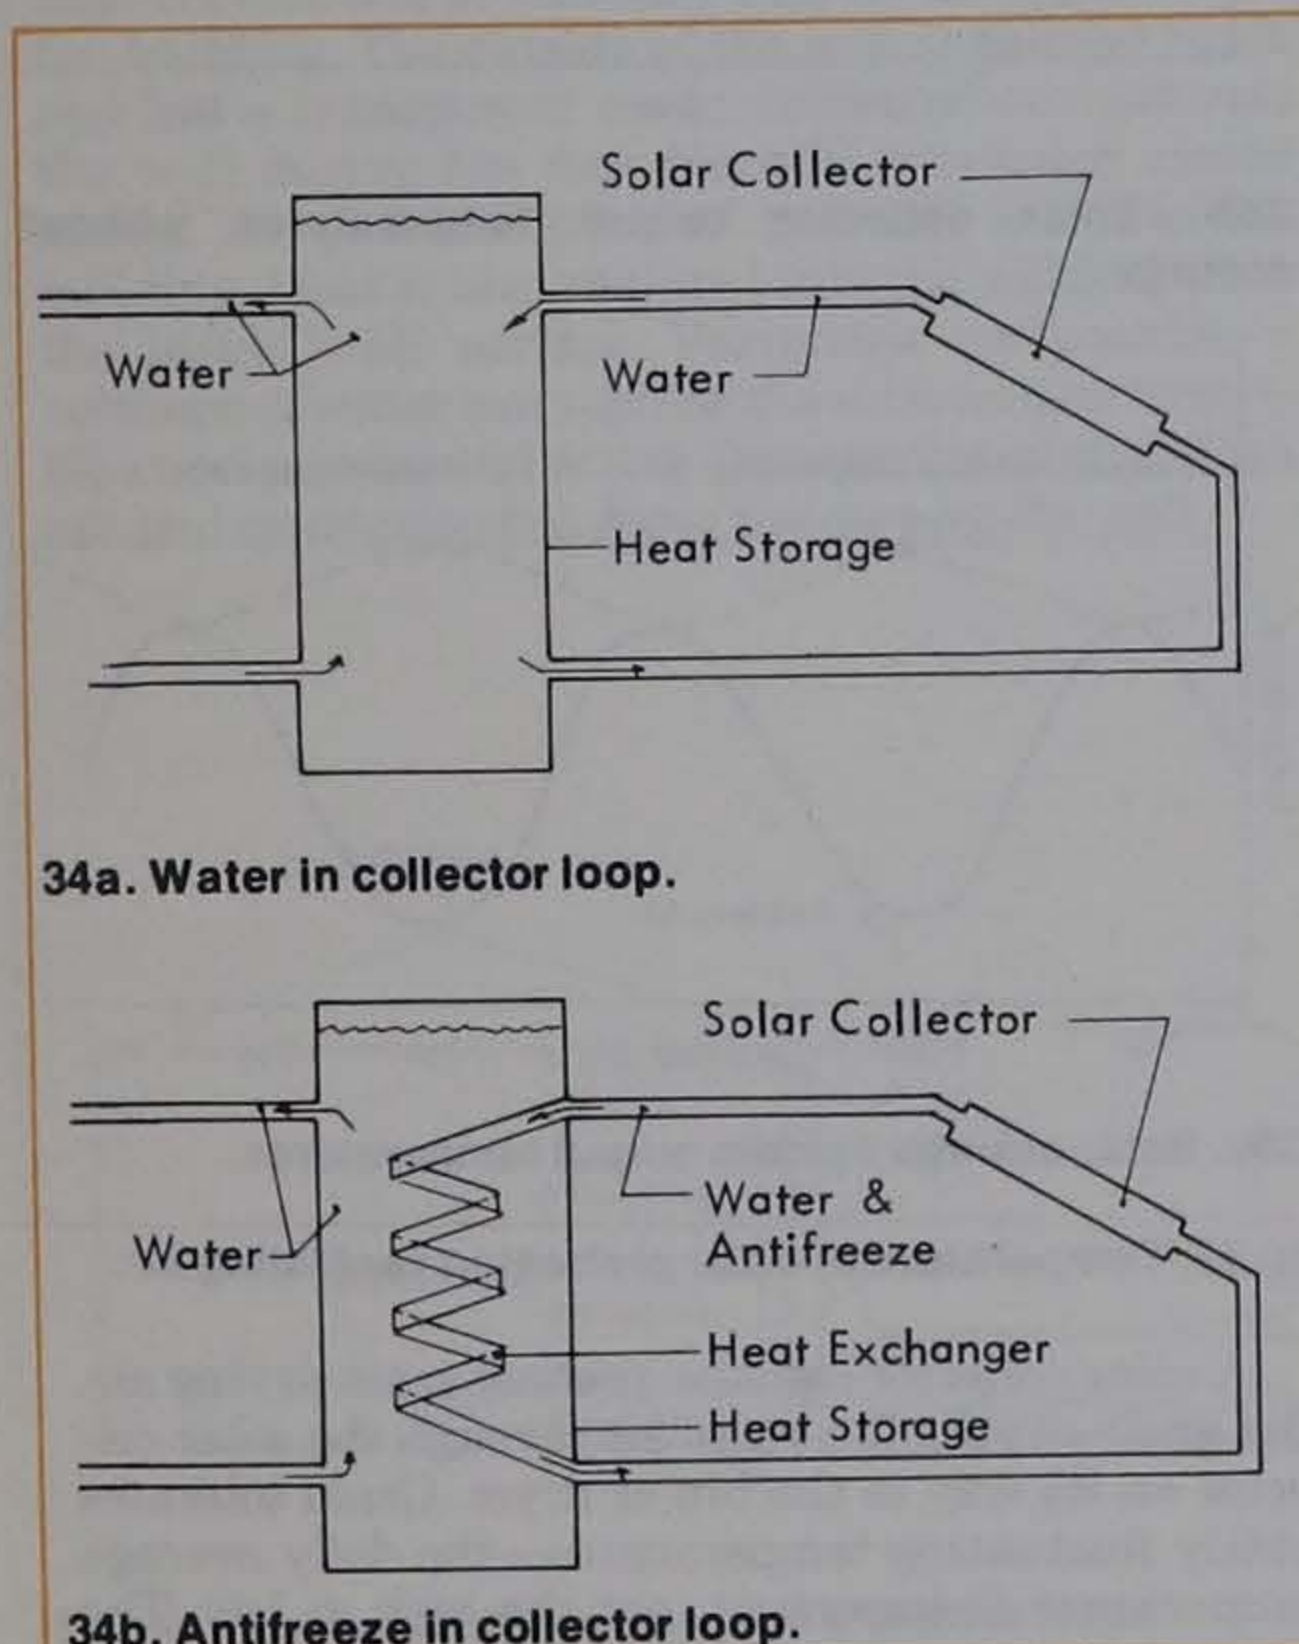 Solar Collector
Water
Water
Heat Storage
34a. Water in collector loop.
Solar Collector
Water &
Antifreeze
Water
Heat Exchanger
Heat Storage
34b. Antifreeze in collector loop.